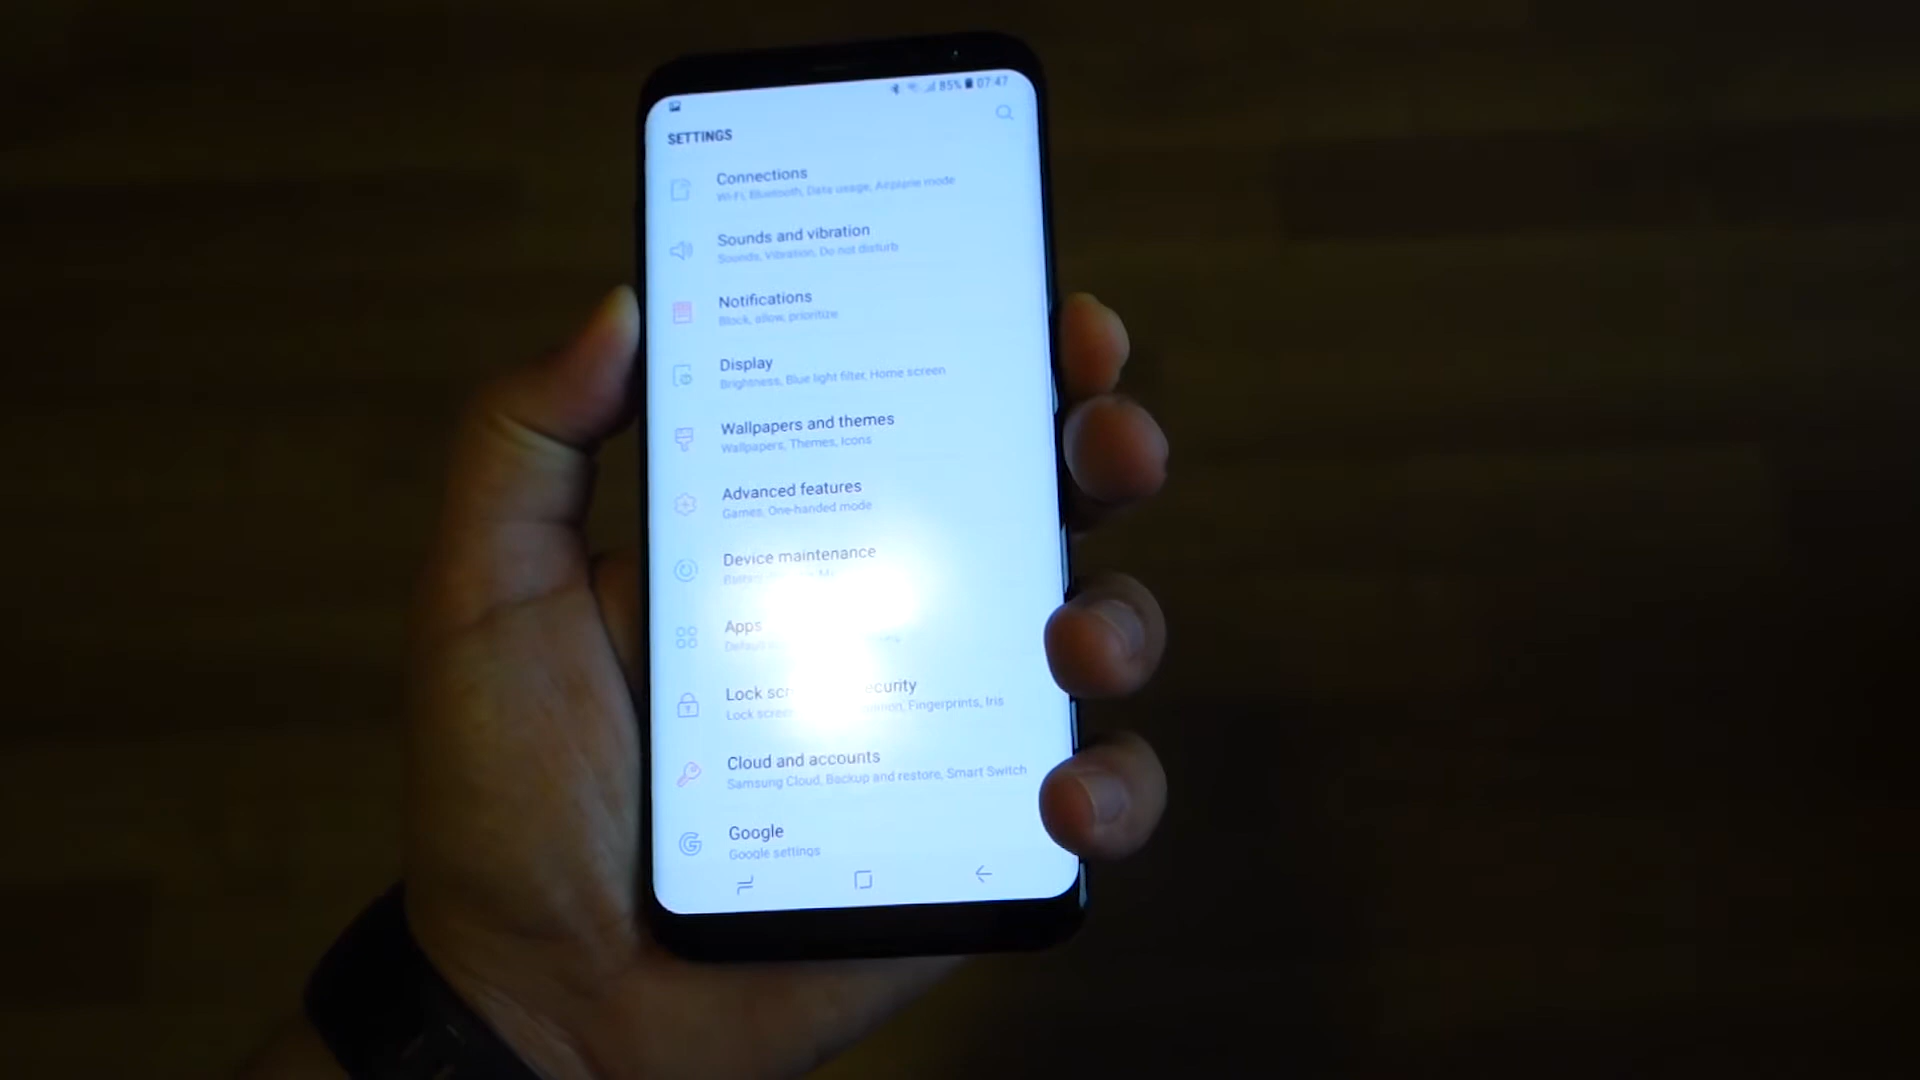 85% 07:47
SETTINGS
Connections
Wi-Fi, Bluetooth, Data usage, Airplane mode
Sounds and vibration
Sounds, Vibration, Do not disturb
Notifications
Block, allow, prioritize
Display
Brightness, Blue light filter, Home screen
Wallpapers and themes
Wallpapers, Themes, Icons
Advanced features
Games, One-handed mode
Device maintenance
Apps
Lock
Lock Fingerprints, Iris
Cloud and accounts
Samsung Cloud, Backup and restore, Smart Switch
Google
Google settings